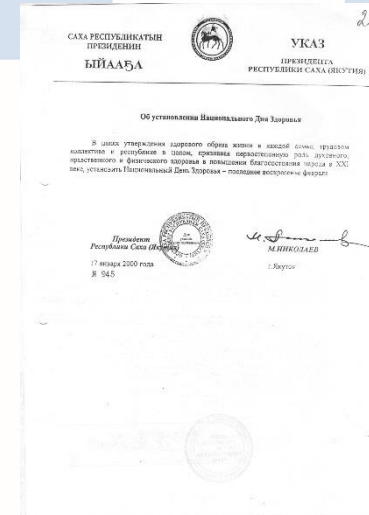 2
САХА РЕСПУБЛИКАТЫН
ПРЕЗИДЕНИН
ЫЙААҔА
УКАЗ
ПРЕЗИДЕНТА
РЕСПУБЛИКИ САХА (ЯКУТИЯ)
Об установлении Национального Дня Здоровья
В целях утверждения здорового образа жизни в каждой семье, трудовом
коллективе и республике в целом, признавая первостепенную роль духовного,
нравственного и физического здоровья в повышении благосостояния народа в XXI
веке, установить Национальный День Здоровья – последнее воскресенье февраля
Президент
Республики Саха (Якутия)
М.НИКОЛАЕВ
17 января 2000 года
г.Якутск
№ 945